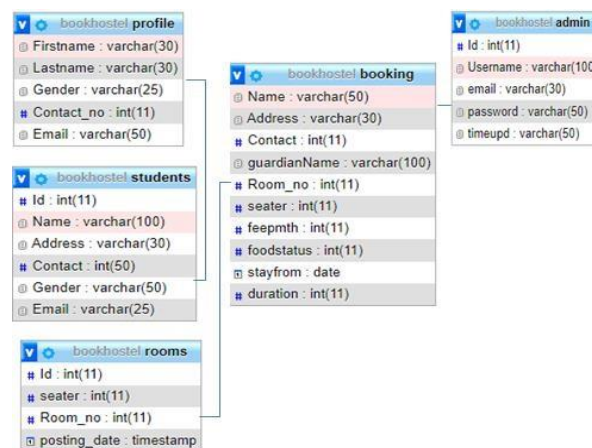 bookhostel profile
Firstname : varchar(30)
Lastname : varchar(30)
Gender : varchar(25)
Contact_no : int(11)
Email : varchar(50)
bookhostel students
Id : int(11)
Name : varchar(100)
Address : varchar(30)
Contact : int(50)
Gender : varchar(50)
Email : varchar(25)
bookhostel rooms
Id : int(11)
seater : int(11)
Room_no : int(11)
posting_date : timestamp
bookhostel booking
Name : varchar(50)
Address : varchar(30)
Contact : int(11)
guardianName : varchar(100)
Room_no : int(11)
seater : int(11)
feepmth : int(11)
foodstatus : int(11)
stayfrom : date
duration : int(11)
bookhostel admin
Id : int(11)
Username : varchar(100
email : varchar(30)
password : varchar(50)
timeupd : varchar(50)